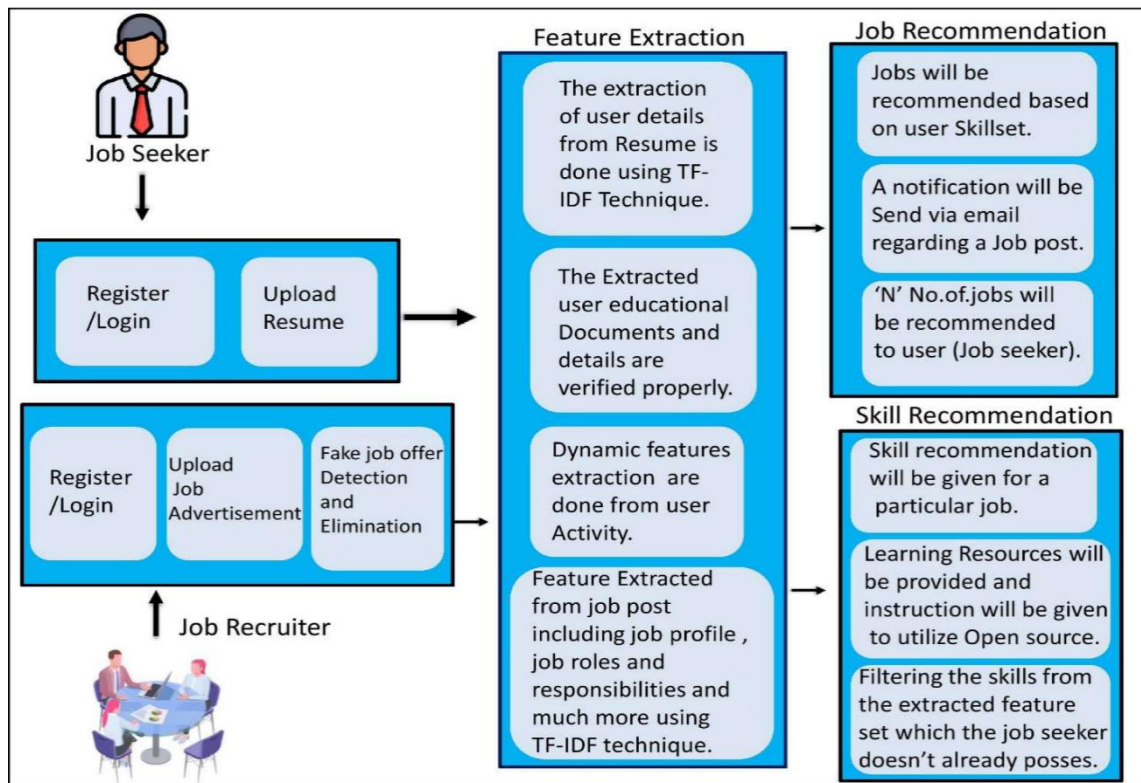 Job Seeker
Register
/Login
Upload
Resume
Register
/Login
Upload
Job
Advertisement
Fake job offer
Detection
and
Elimination
Job Recruiter
Feature Extraction
The extraction
of user details
from Resume is
done using TF-
IDF Technique.
The Extracted
user educational
Documents and
details are
verified properly.
Dynamic features
extraction are
done from user
Activity.
Feature Extracted
from job post
including job profile ,
job roles and
responsibilities and
much more using
TF-IDF technique.
Job Recommendation
Jobs will be
recommended based
on user Skillset.
A notification will be
Send via email
regarding a Job post.
‘N’ No.of.jobs will
be recommended
to user (Job seeker).
Skill Recommendation
Skill recommendation
will be given for a
particular job.
Learning Resources will
be provided and
instruction will be given
to utilize Open source.
Filtering the skills from
the extracted feature
set which the job seeker
doesn’t already posses.